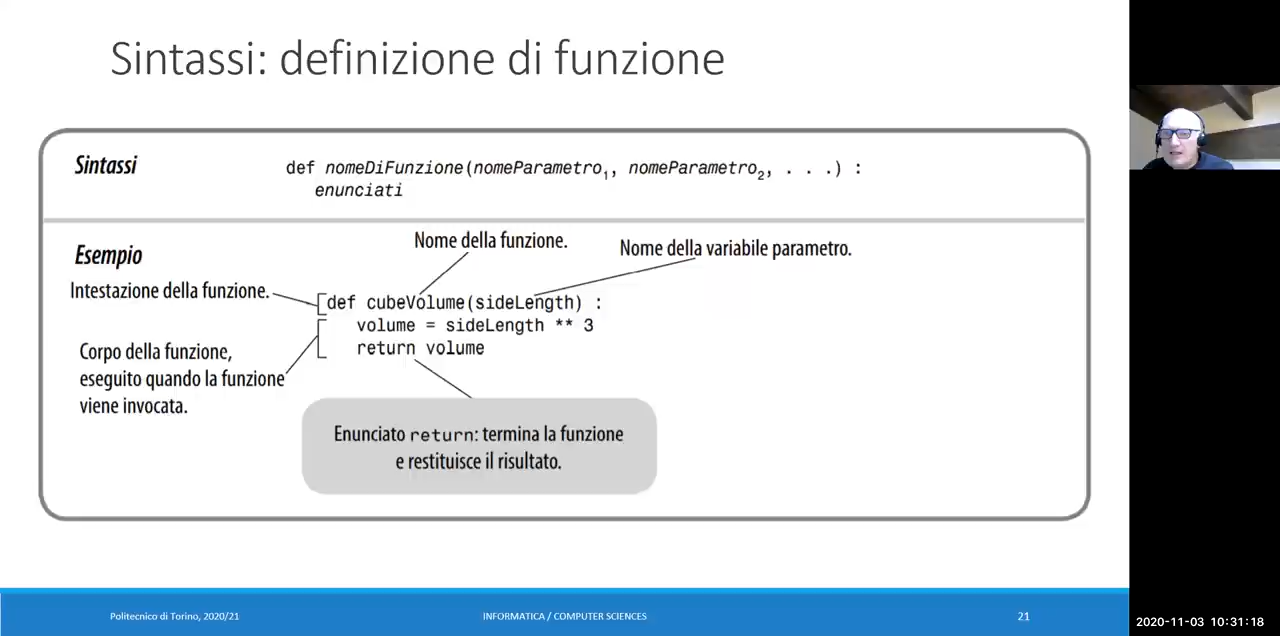 Sintassi: definizione di funzione
Sintassi
def nomeDiFunzione(nomeParametro₁, nomeParametro₂, . . .) :
enunciati
Esempio
Nome della funzione.
Nome della variabile parametro.
Intestazione della funzione.
def cubeVolume(sideLength) :
volume = sideLength ** 3
return volume
Corpo della funzione,
eseguito quando la funzione
viene invocata.
Enunciato return: termina la funzione
e restituisce il risultato.
Politecnico di Torino, 2020/21
INFORMATICA / COMPUTER SCIENCES
21
2020-11-03 10:31:18